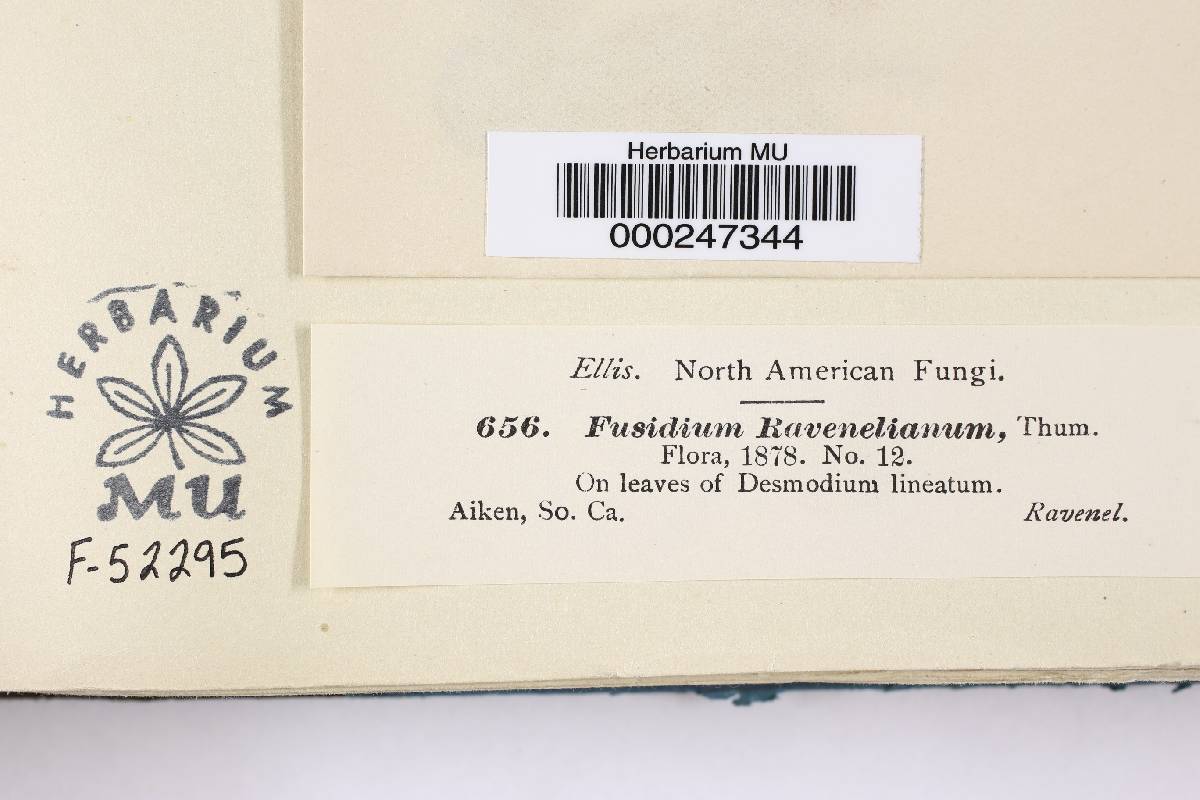 Herbarium MU
000247344
HERBARIUM
MU
F-52295
Ellis. North American Fungi.
656. Fusidium Ravenelianum, Thum.
Flora, 1878. No. 12.
On leaves of Desmodium lineatum.
Aiken, So. Ca. Ravenel.